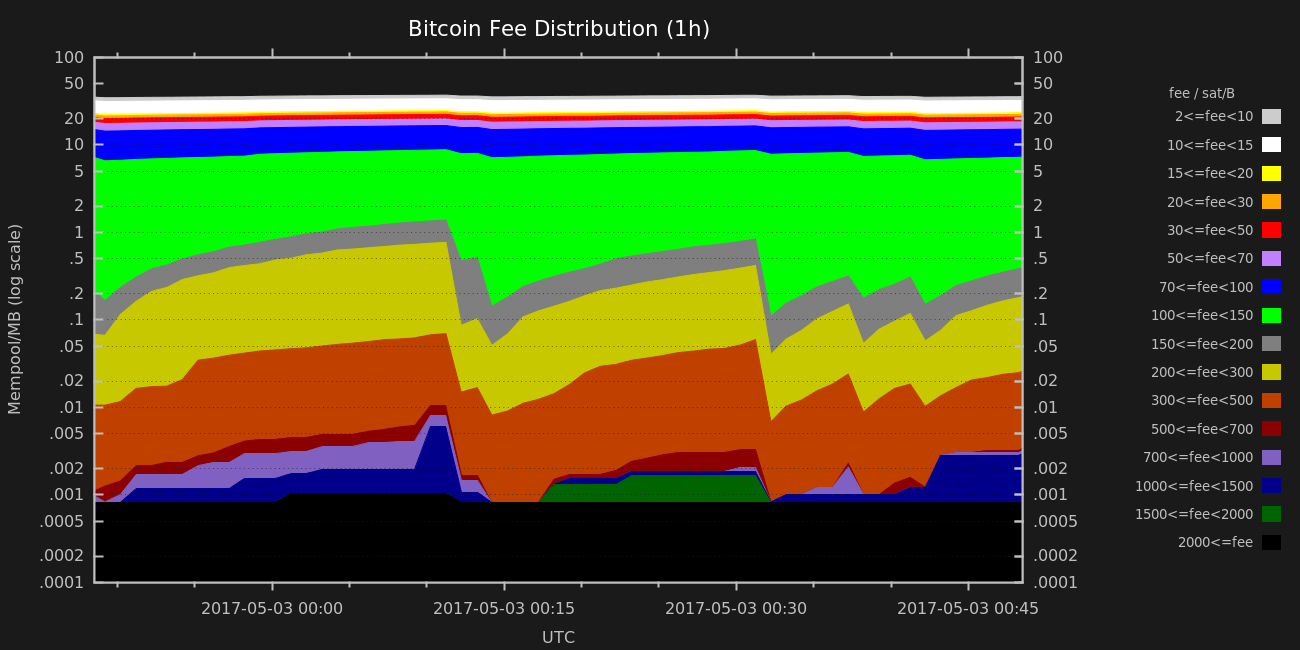 Bitcoin Fee Distribution (1h)
Mempool/MB (log scale)
100
50
20
10
5
2
1
.5
.2
.1
.05
.02
.01
.005
.002
.001
.0005
.0002
.0001
100
50
20
10
5
2
1
.5
.2
.1
.05
.02
.01
.005
.002
.001
.0005
.0002
.0001
2017-05-03 00:00
2017-05-03 00:15
2017-05-03 00:30
2017-05-03 00:45
UTC
fee / sat/B
2<=fee<10
10<=fee<15
15<=fee<20
20<=fee<30
30<=fee<50
50<=fee<70
70<=fee<100
100<=fee<150
150<=fee<200
200<=fee<300
300<=fee<500
500<=fee<700
700<=fee<1000
1000<=fee<1500
1500<=fee<2000
2000<=fee